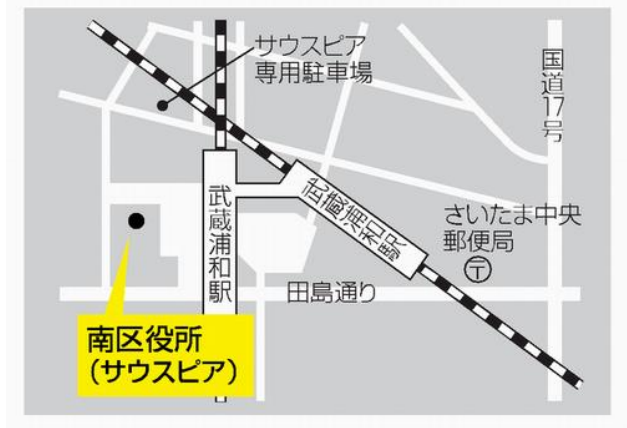 サウスピア
専用駐車場
国道17号
武蔵浦和駅
武蔵浦和駅
さいたま中央
郵便局
〒
田島通り
南区役所
(サウスピア)